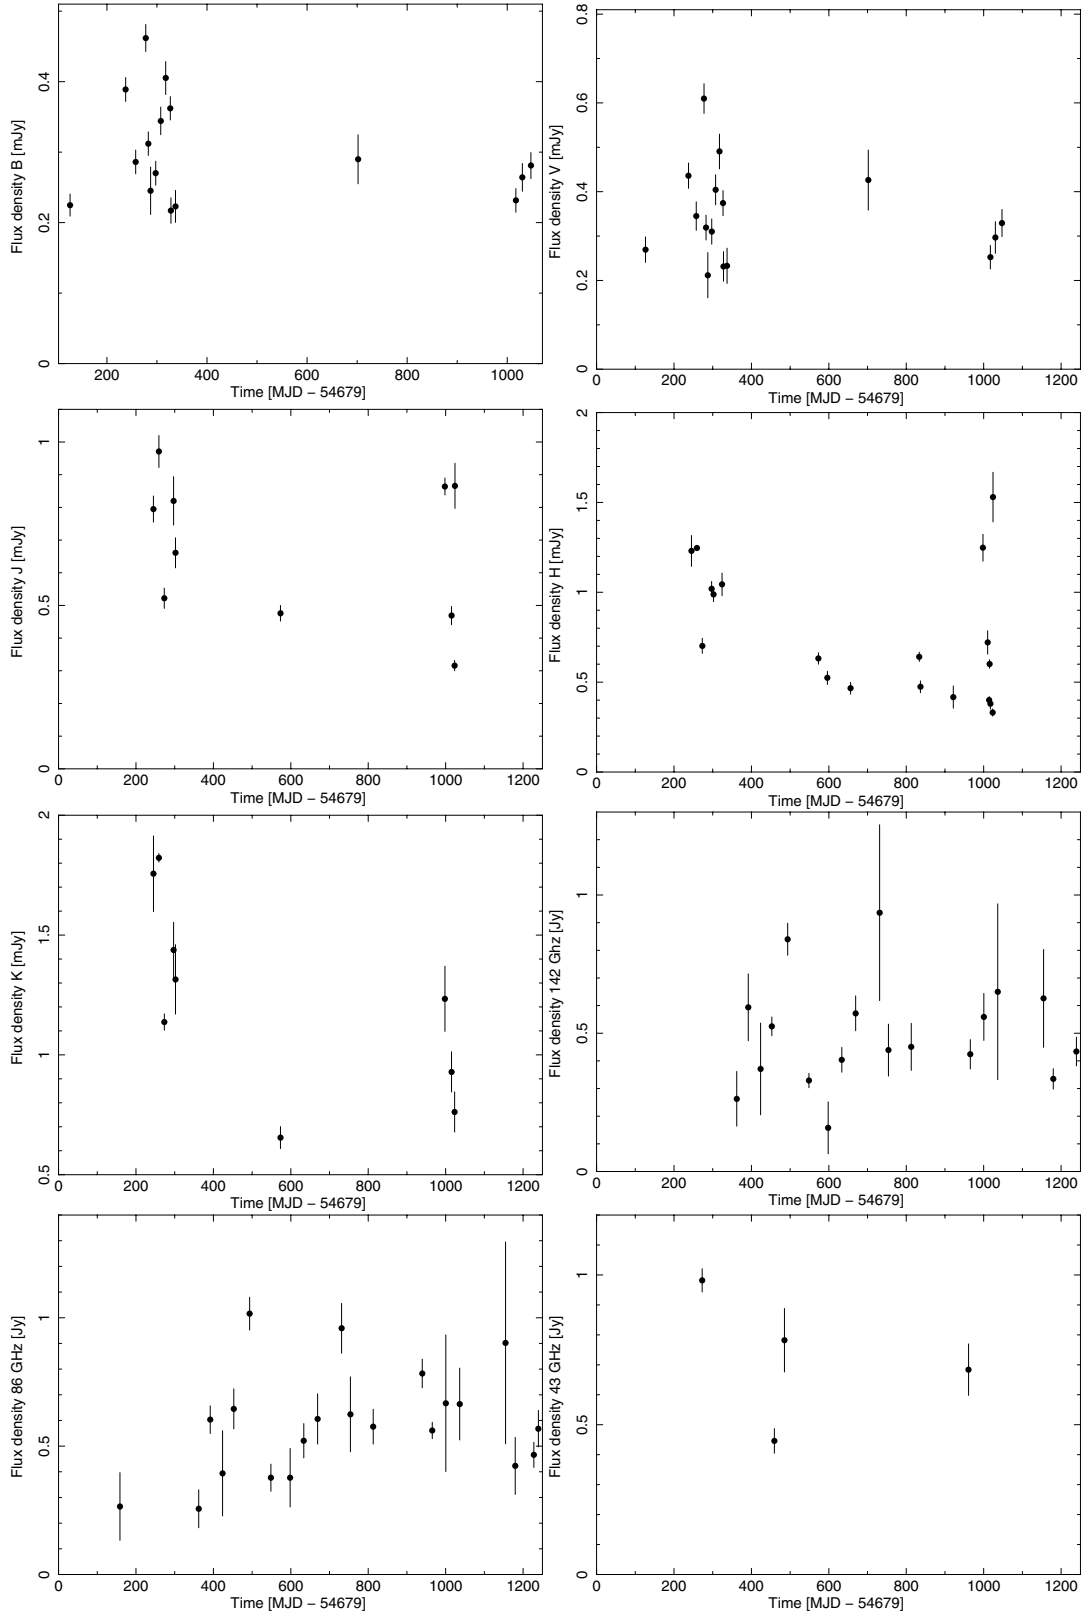 Flux density B [mJy]
0 0.2 0.4
200 400 600 800 1000
Time [MJD − 54679]
Flux density V [mJy]
0 0.2 0.4 0.6 0.8
0 200 400 600 800 1000 1200
Time [MJD − 54679]
Flux density J [mJy]
0 0.5 1
0 200 400 600 800 1000 1200
Time [MJD − 54679]
Flux density H [mJy]
0 0.5 1 1.5 2
0 200 400 600 800 1000 1200
Time [MJD − 54679]
Flux density K [mJy]
0.5 1 1.5 2
0 200 400 600 800 1000 1200
Time [MJD − 54679]
Flux density 142 Ghz [Jy]
0 0.5 1
0 200 400 600 800 1000 1200
Time [MJD − 54679]
Flux density 86 GHz [Jy]
0 0.5 1
0 200 400 600 800 1000 1200
Time [MJD − 54679]
Flux density 43 GHz [Jy]
0 0.5 1
0 200 400 600 800 1000 1200
Time [MJD − 54679]